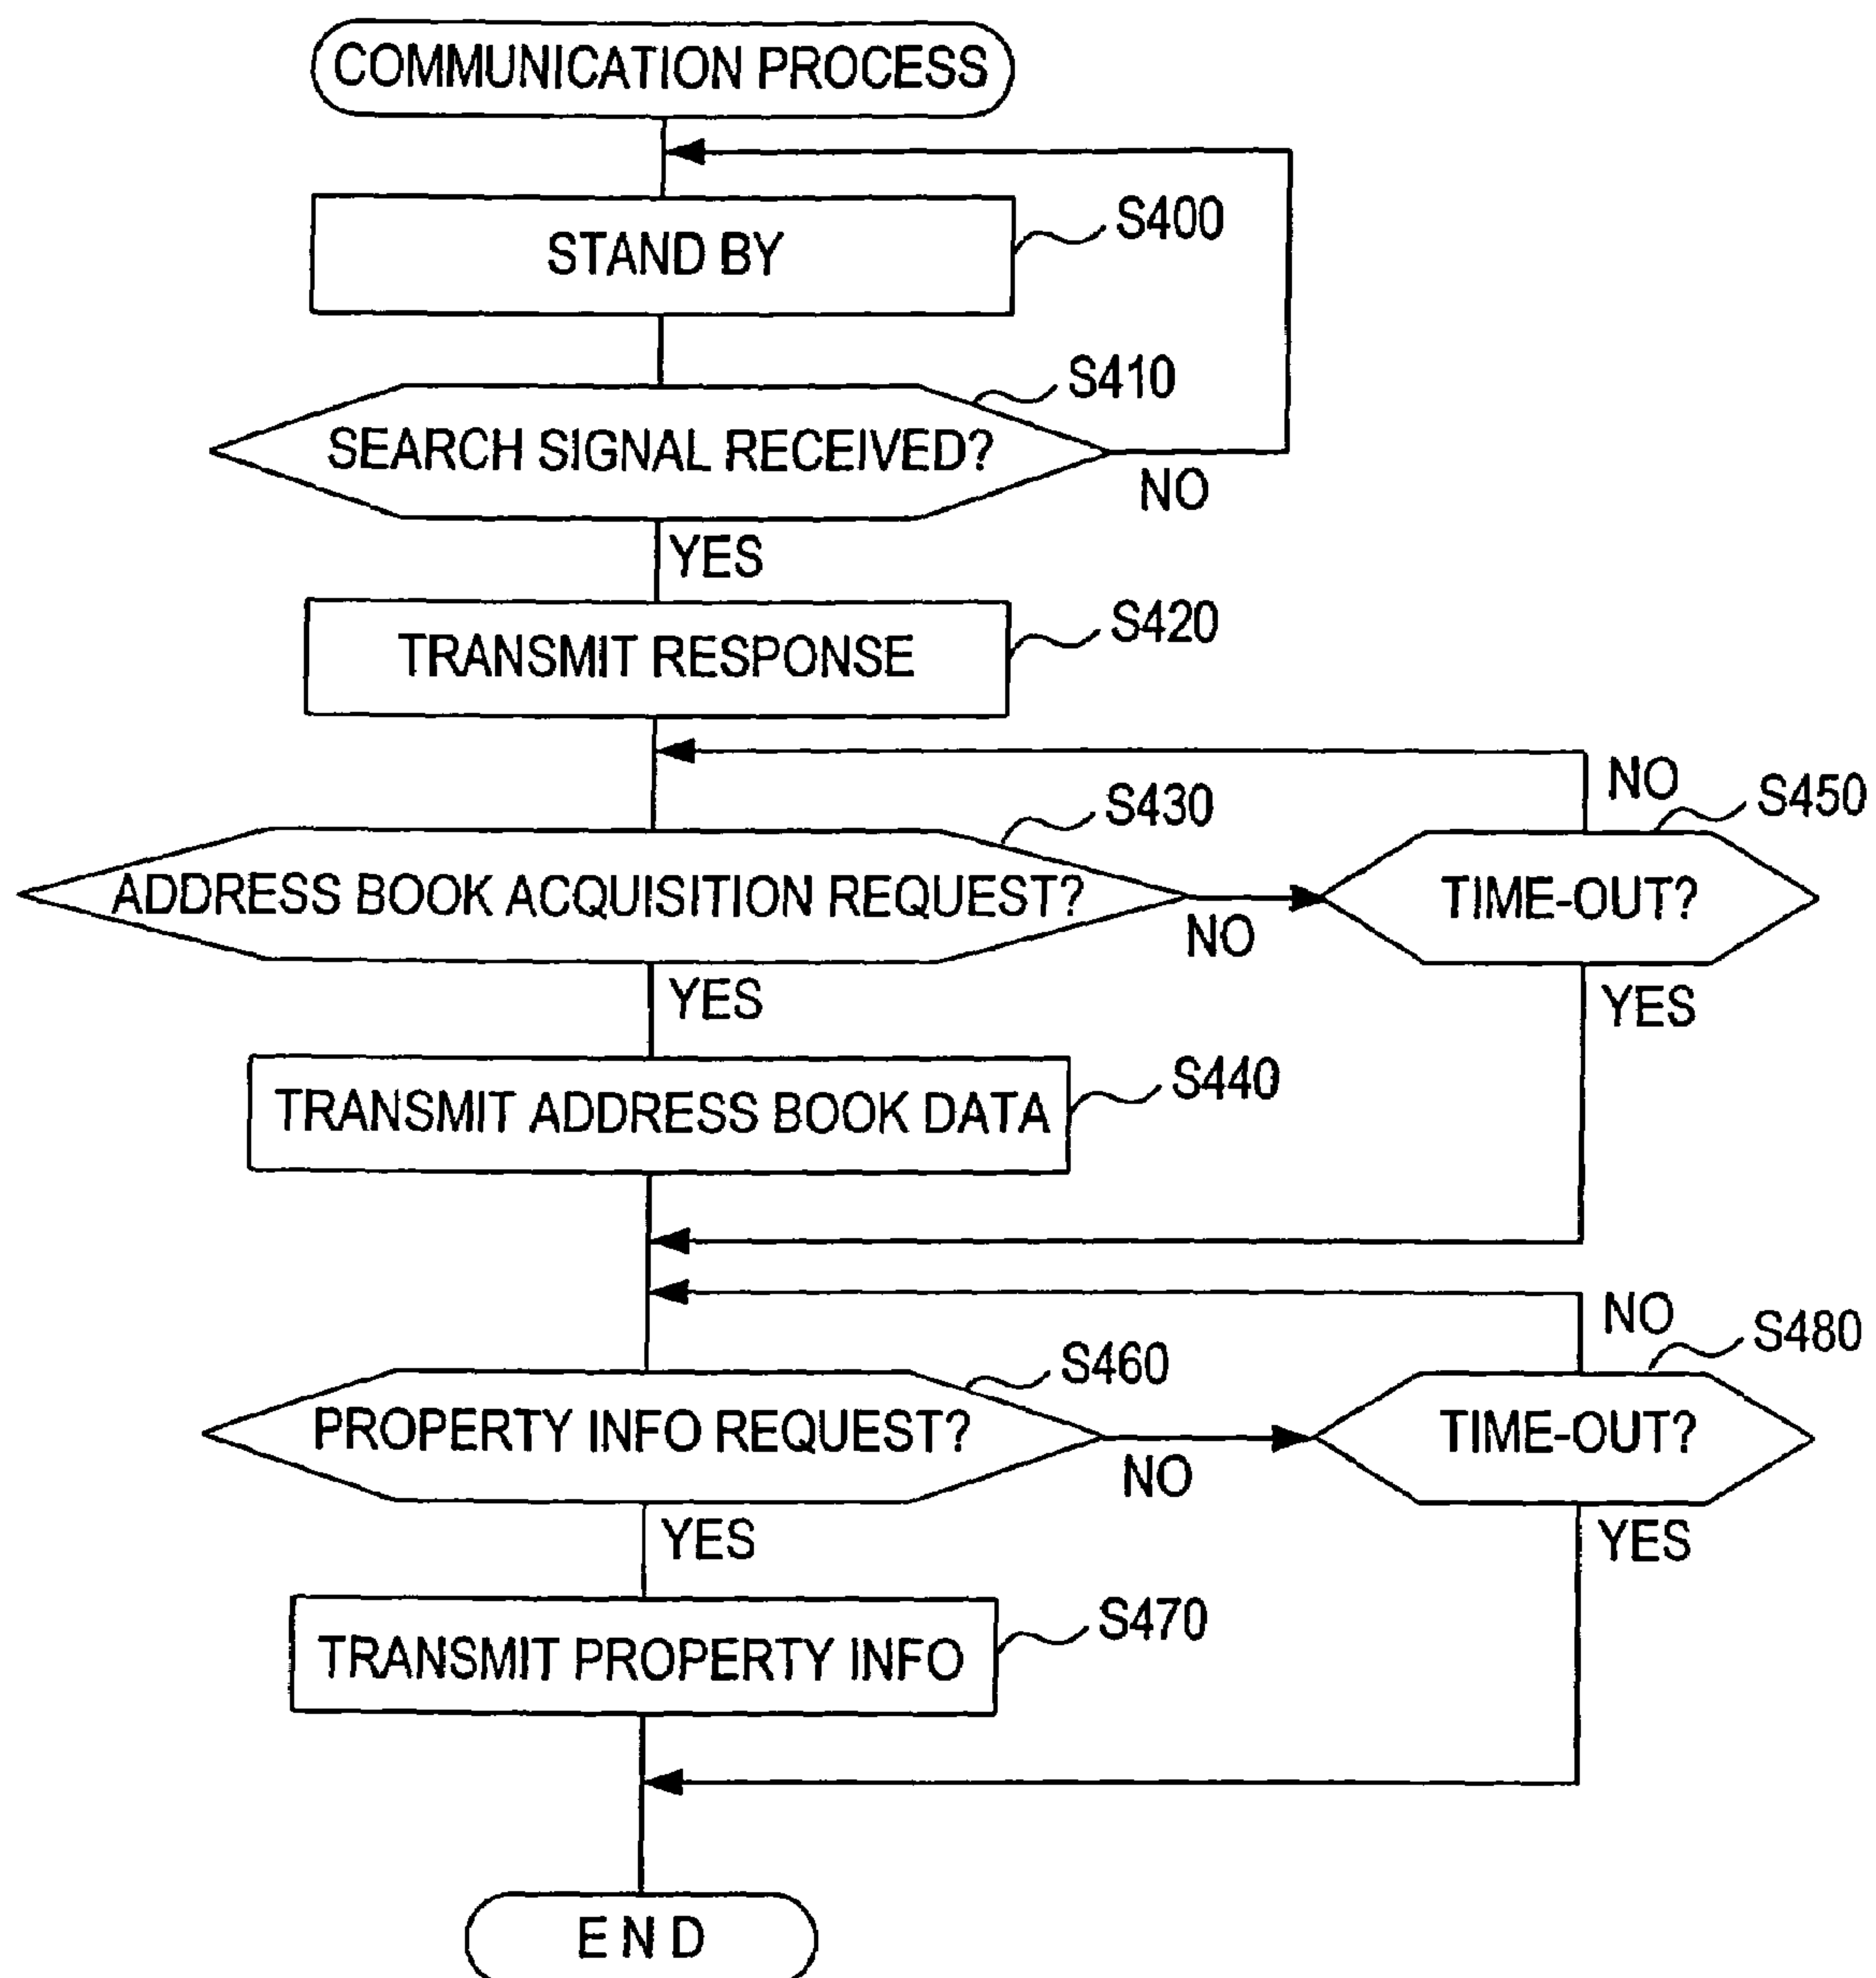 COMMUNICATION PROCESS
STAND BY
S400
S410
SEARCH SIGNAL RECEIVED?
NO
YES
S420
TRANSMIT RESPONSE
NO
S450
S430
ADDRESS BOOK ACQUISITION REQUEST?
NO
TIME-OUT?
YES
YES
S440
TRANSMIT ADDRESS BOOK DATA
NO
S480
S460
PROPERTY INFO REQUEST?
NO
TIME-OUT?
YES
YES
S470
TRANSMIT PROPERTY INFO
END